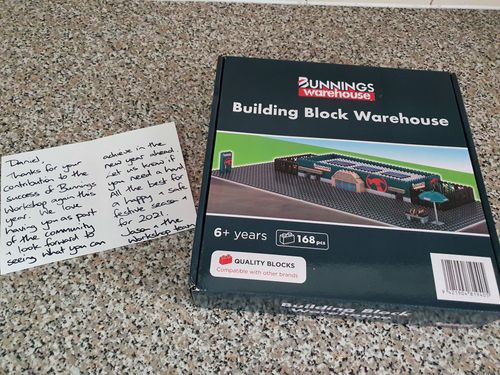 Daniel,
thanks for your
contribution to the
success of Bunnings
Workshop again this
year. We love
having you as part
of the community
& look forward to
seeing what you can
achieve in the
new year ahead
Let us know if
you need a hand
all the best for
a happy & safe
festive season &
for 2021
Jason & the
Workshop team
BUNNINGS
warehouse
Building Block Warehouse
6+ years
168 pcs
QUALITY BLOCKS
Compatible with other brands
Building Block